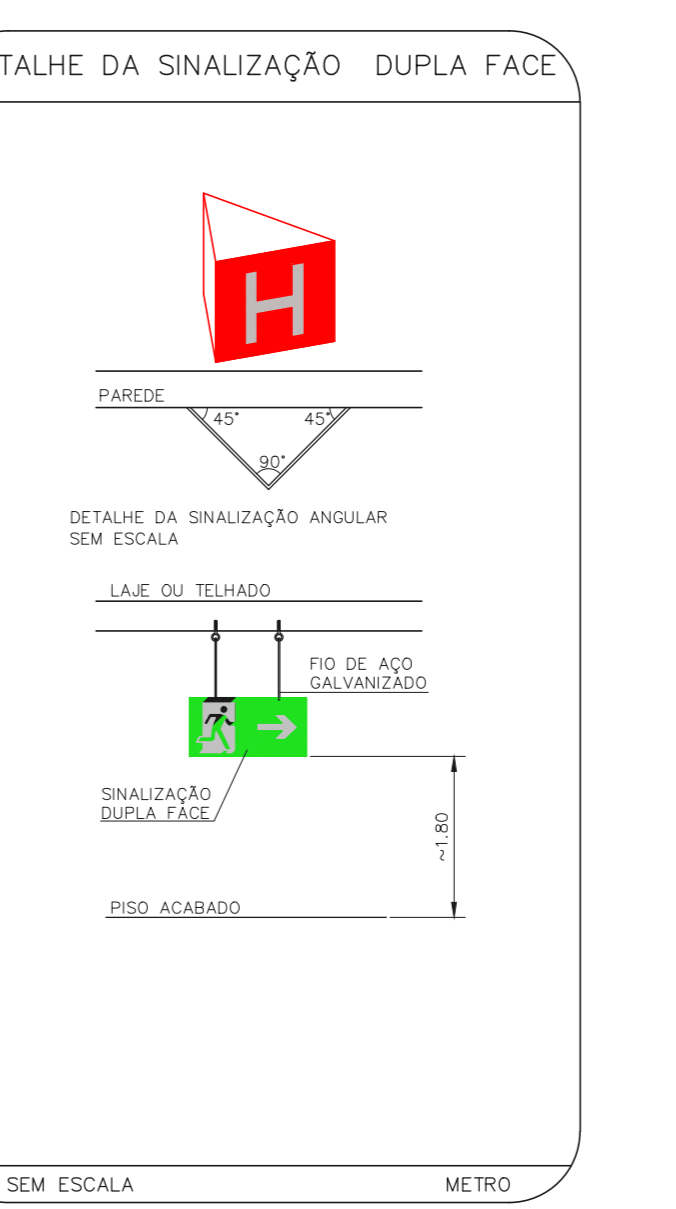 TALHE DA SINALIZAÇÃO DUPLA FACE
H
PAREDE
45°
45°
90°
DETALHE DA SINALIZAÇÃO ANGULAR
SEM ESCALA
LAJE OU TELHADO
FIO DE AÇO
GALVANIZADO
SINALIZAÇÃO
DUPLA FACE
~1.80
PISO ACABADO
SEM ESCALA
METRO